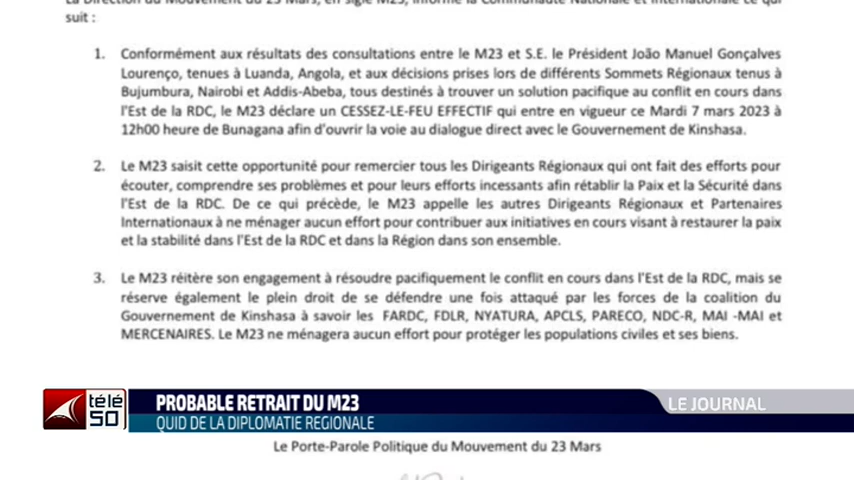 La Direction du Mouvement du 23 Mars, en sigle M23, informe la Communauté Nationale et Internationale ce qui
suit :
1. Conformément aux résultats des consultations entre le M23 et S.E. le Président João Manuel Gonçalves
Lourenço, tenues à Luanda, Angola, et aux décisions prises lors de différents Sommets Régionaux tenus à
Bujumbura, Nairobi et Addis-Abeba, tous destinés à trouver un solution pacifique au conflit en cours dans
l'Est de la RDC, le M23 déclare un CESSEZ-LE-FEU EFFECTIF qui entre en vigueur ce Mardi 7 mars 2023 à
12h00 heure de Bunagana afin d'ouvrir la voie au dialogue direct avec le Gouvernement de Kinshasa.
2. Le M23 saisit cette opportunité pour remercier tous les Dirigeants Régionaux qui ont fait des efforts pour
écouter, comprendre ses problèmes et pour leurs efforts incessants afin rétablir la Paix et la Sécurité dans
l'Est de la RDC. De ce qui précède, le M23 appelle les autres Dirigeants Régionaux et Partenaires
Internationaux à ne ménager aucun effort pour contribuer aux initiatives en cours visant à restaurer la paix
et la stabilité dans l'Est de la RDC et dans la Région dans son ensemble.
3. Le M23 réitère son engagement à résoudre pacifiquement le conflit en cours dans l'Est de la RDC, mais se
réserve également le plein droit de se défendre une fois attaqué par les forces de la coalition du
Gouvernement de Kinshasa à savoir les FARDC, FDLR, NYATURA, APCLS, PARECO, NDC-R, MAI -MAI et
MERCENAIRES. Le M23 ne ménagera aucun effort pour protéger les populations civiles et ses biens.
télé
50
PROBABLE RETRAIT DU M23
LE JOURNAL
QUID DE LA DIPLOMATIE REGIONALE
Le Porte-Parole Politique du Mouvement du 23 Mars